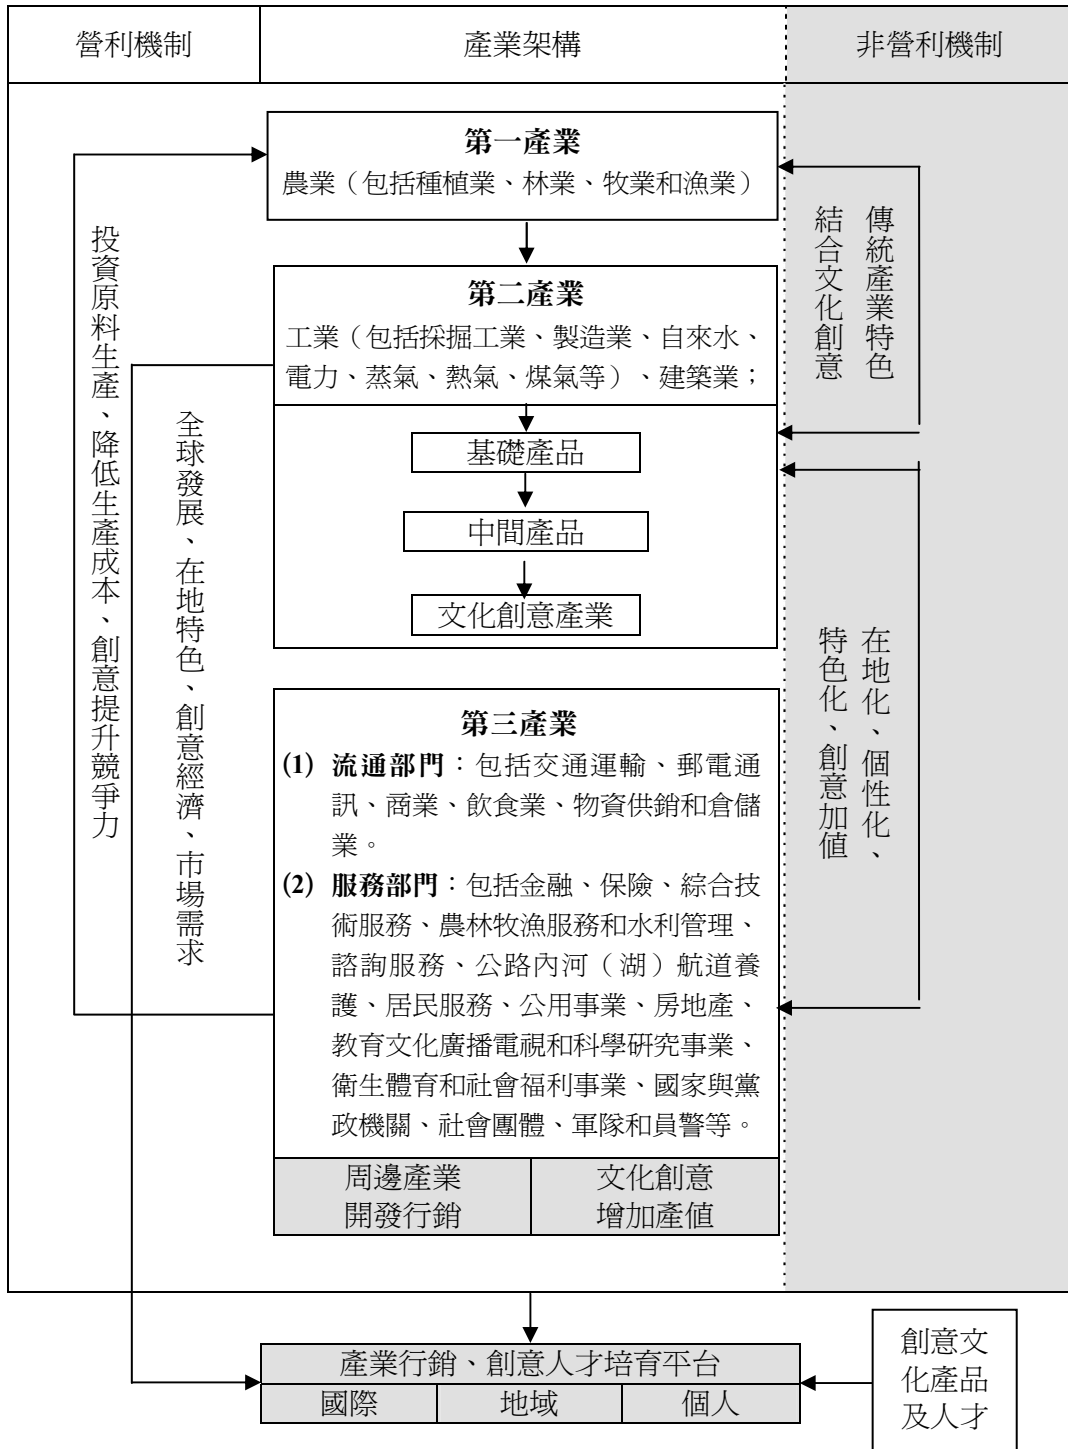 營利機制
產業架構
非營利機制
第一產業
農業（包括種植業、林業、牧業和漁業）
第二產業
工業（包括採掘工業、製造業、自來水、
電力、蒸氣、熱氣、煤氣等）、建築業；
基礎產品
中間產品
文化創意產業
第三產業
(1) 流通部門：包括交通運輸、郵電通
訊、商業、飲食業、物資供銷和倉儲
業。
(2) 服務部門：包括金融、保險、綜合技
術服務、農林牧漁服務和水利管理、
諮詢服務、公路內河（湖）航道養
護、居民服務、公用事業、房地產、
教育文化廣播電視和科學研究事業、
衛生體育和社會福利事業、國家與黨
政機關、社會團體、軍隊和員警等。
周邊產業
開發行銷
文化創意
增加產值
投資原料生產、降低生產成本、創意提升競爭力
全球發展、在地特色、創意經濟、市場需求
傳統產業特色
結合文化創意
在地化、個性化、
特色化、創意加值
產業行銷、創意人才培育平台
國際
地域
個人
創意文
化產品
及人才